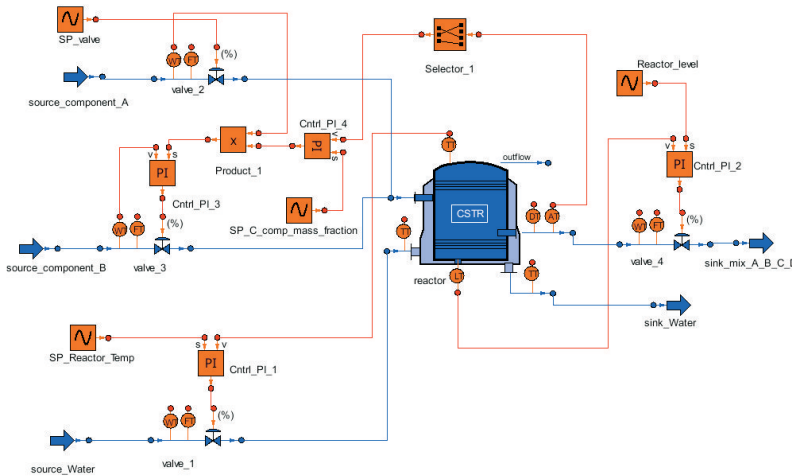 SP_valve
WT
FT
(%)
source_component_A
valve_2
Selector_1
Reactor_level
Cntrl_PI_4
v
s
PI
x
Product_1
TT
outflow
v
s
PI
Cntrl_PI_2
v
s
PI
Cntrl_PI_3
SP_C_comp_mass_fraction
CSTR
DT
AT
(%)
WT
FT
(%)
WT
FT
source_component_B
valve_3
TT
valve_4
sink_mix_A_B_C_D
reactor
LT
TT
sink_Water
SP_Reactor_Temp
s
v
PI
Cntrl_PI_1
WT
FT
(%)
source_Water
valve_1